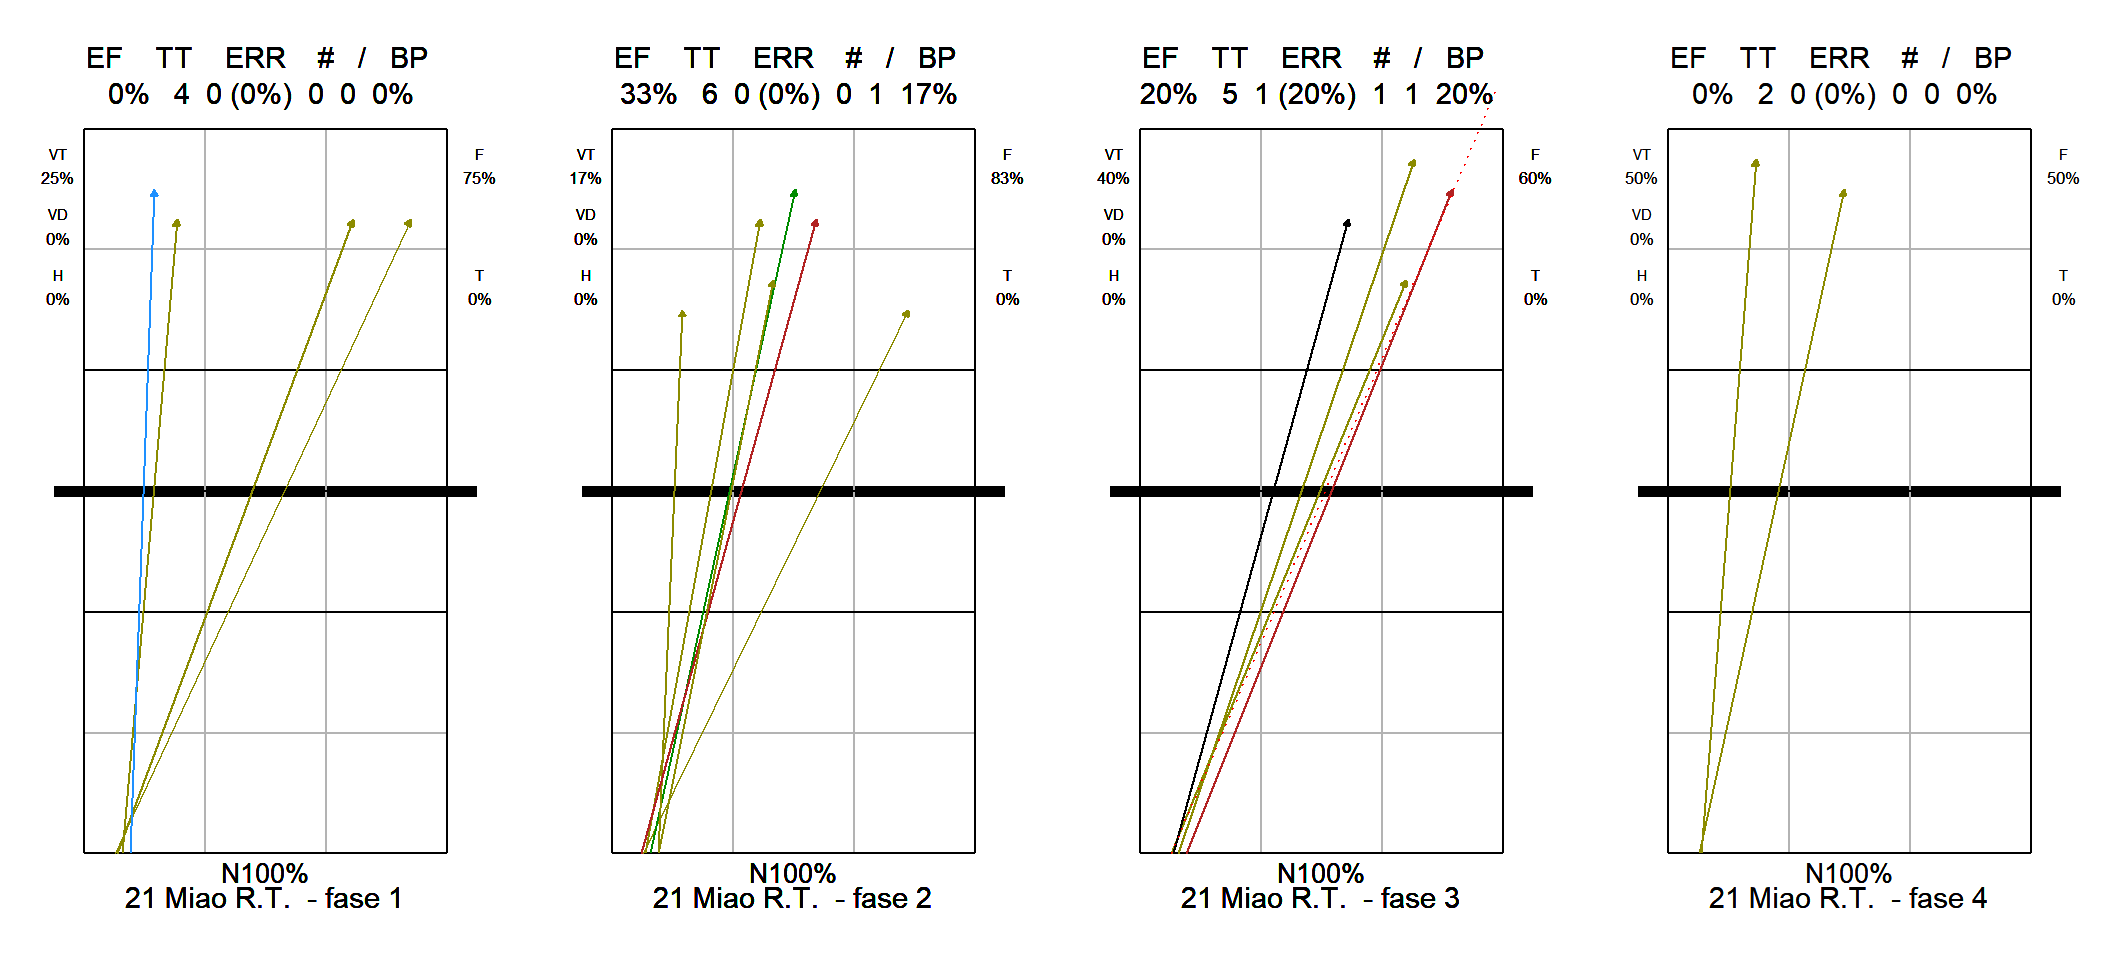 EF TT ERR # / BP
0% 4 0 (0%) 0 0 0%
VT
25%
VD
0%
H
0%
F
75%
T
0%
N100%
21 Miao R.T. - fase 1
EF TT ERR # / BP
33% 6 0 (0%) 0 1 17%
VT
17%
VD
0%
H
0%
F
83%
T
0%
N100%
21 Miao R.T. - fase 2
EF TT ERR # / BP
20% 5 1 (20%) 1 1 20%
VT
40%
VD
0%
H
0%
F
60%
T
0%
N100%
21 Miao R.T. - fase 3
EF TT ERR # / BP
0% 2 0 (0%) 0 0 0%
VT
50%
VD
0%
H
0%
F
50%
T
0%
N100%
21 Miao R.T. - fase 4